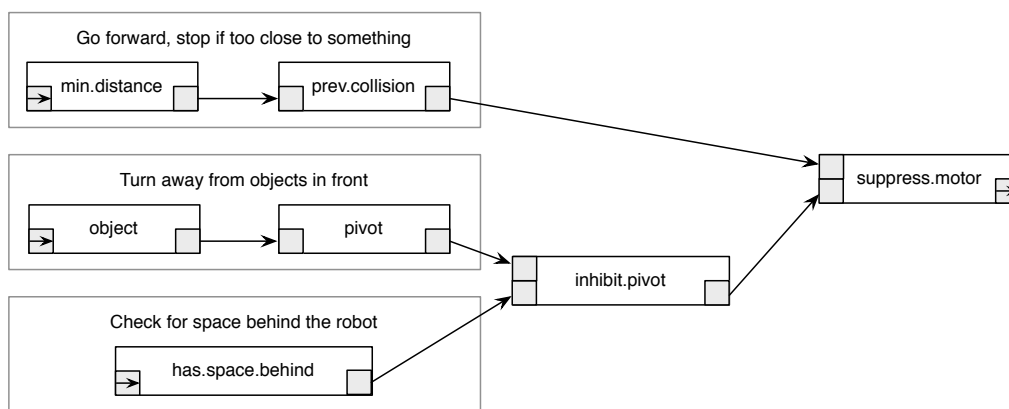 Go forward, stop if too close to something
min.distance
prev.collision
suppress.motor
Turn away from objects in front
object
pivot
inhibit.pivot
Check for space behind the robot
has.space.behind